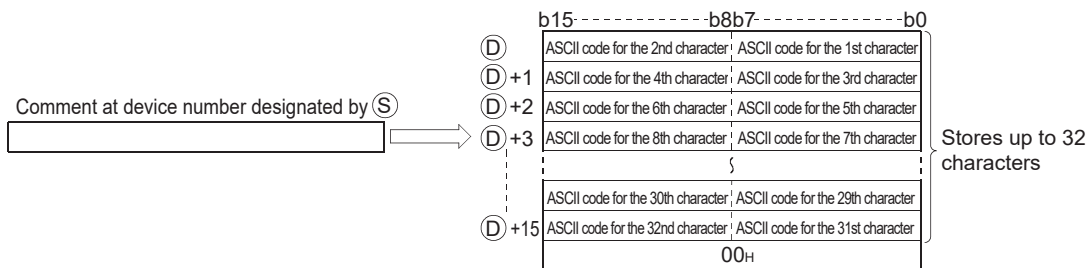 b15 b8b7 b0
Ⓓ ASCII code for the 2nd character ASCII code for the 1st character
Ⓓ +1 ASCII code for the 4th character ASCII code for the 3rd character
Comment at device number designated by Ⓢ
Ⓓ +2 ASCII code for the 6th character ASCII code for the 5th character
Ⓓ +3 ASCII code for the 8th character ASCII code for the 7th character
Stores up to 32
characters
ASCII code for the 30th character ASCII code for the 29th character
Ⓓ +15 ASCII code for the 32nd character ASCII code for the 31st character
00H